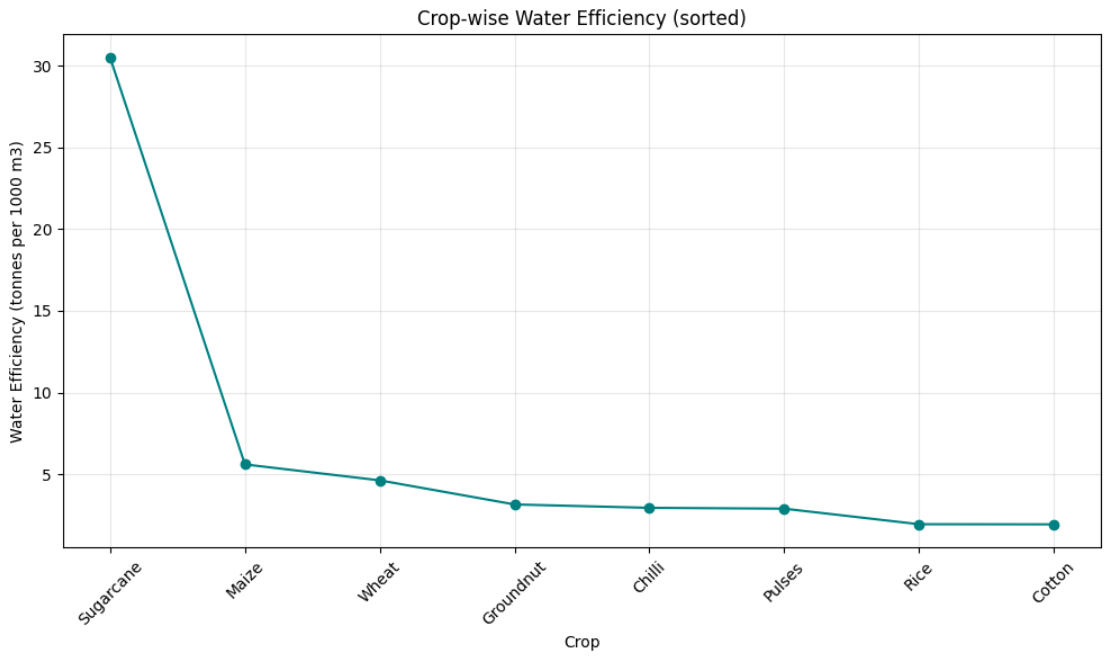 Crop-wise Water Efficiency (sorted)
Water Efficiency (tonnes per 1000 m3)
30
25
20
15
10
5
Sugarcane
Maize
Wheat
Groundnut
Chilli
Pulses
Rice
Cotton
Crop